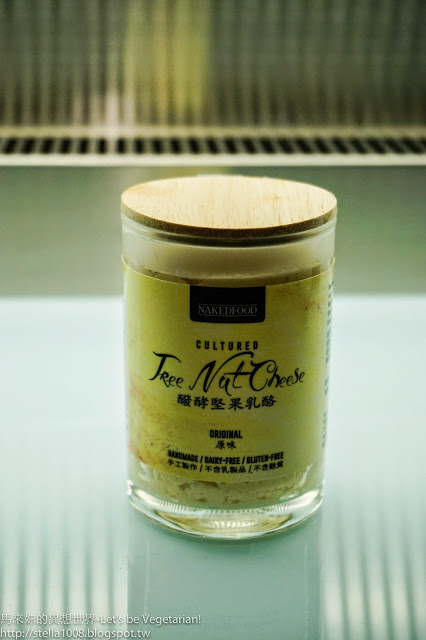 NAKEDFOOD
CULTURED
Tree Nut Cheese
醱酵堅果乳酪
ORIGINAL
原味
HANDMADE / DAIRY-FREE / GLUTEN-FREE
手工製作 / 不含乳製品 / 不含麩質
馬來妹的異想世界-Let's be Vegetarian!
http://stella1008.blogspot.tw